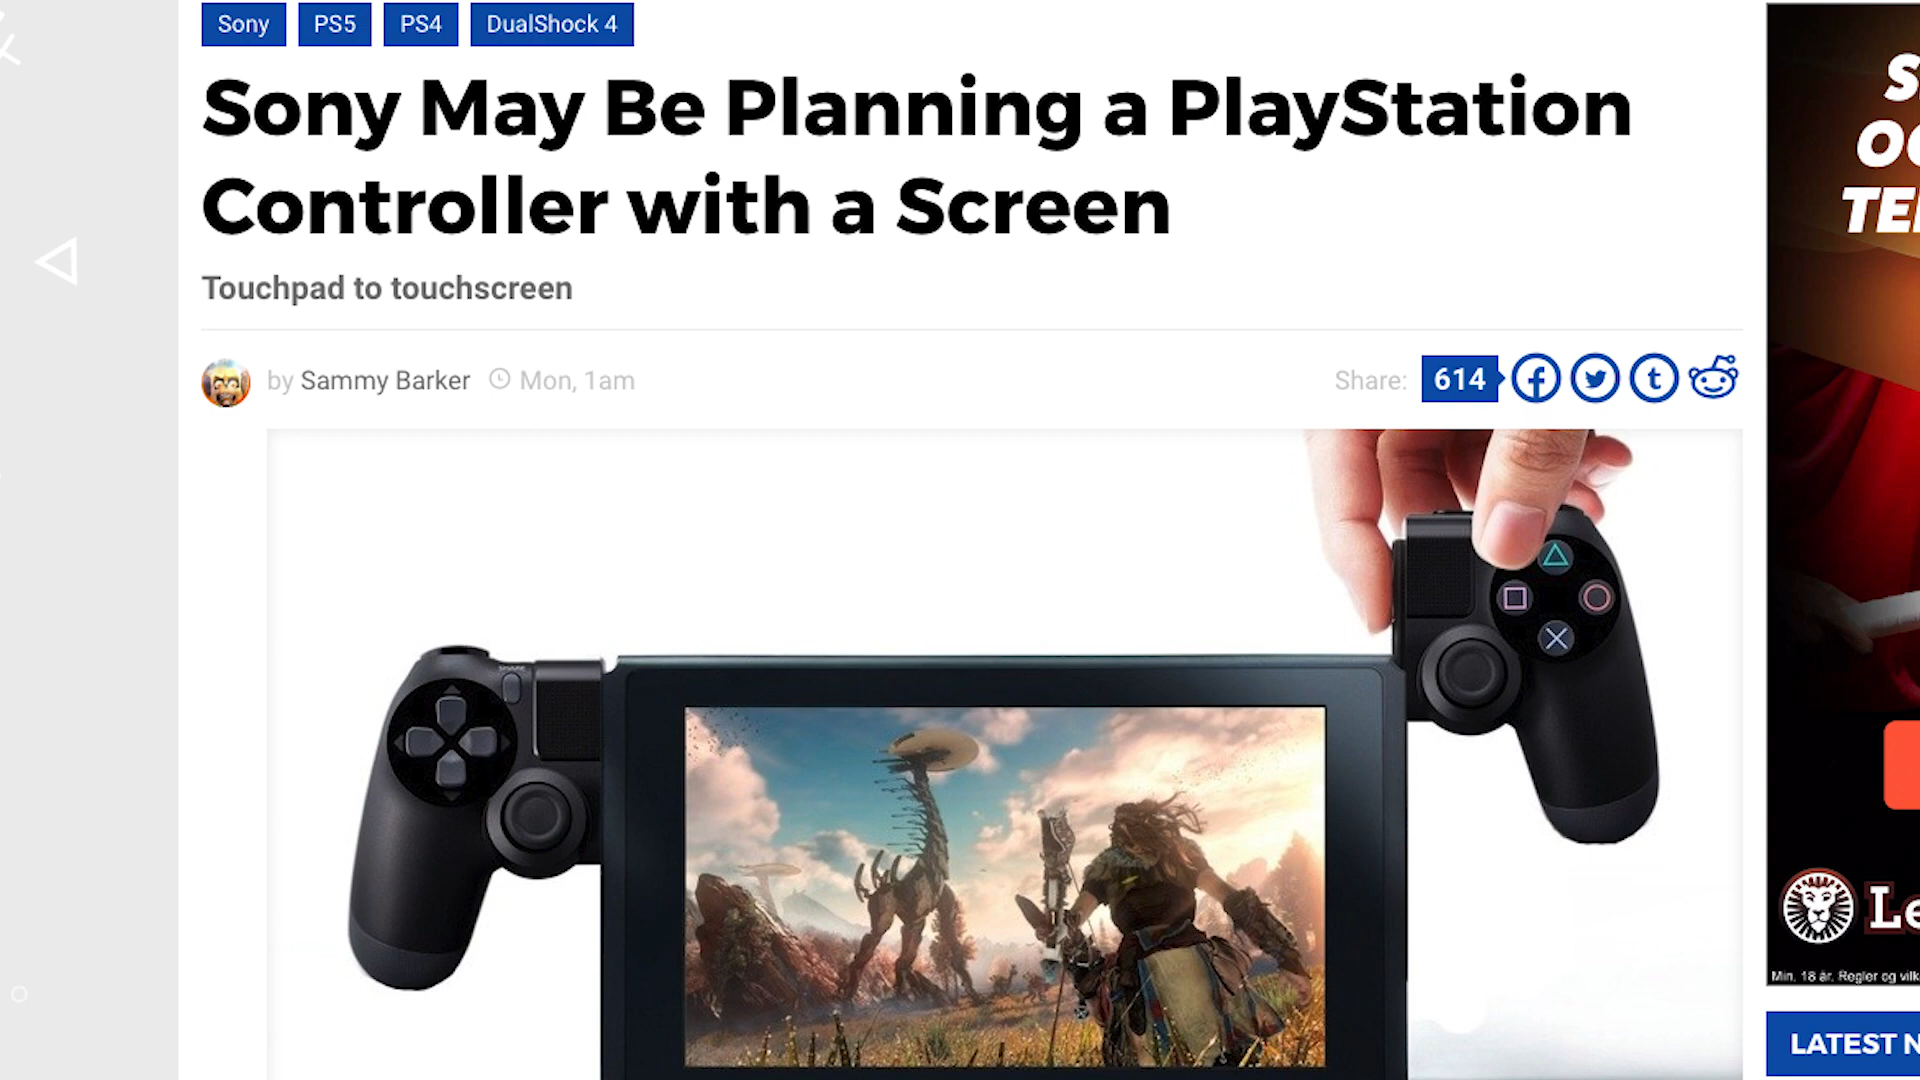 Sony PS5 PS4 DualShock 4
Sony May Be Planning a PlayStation
Controller with a Screen
Touchpad to touchscreen
by Sammy Barker Mon, 1am
Share: 614
SHARE
Min. 18 år. Regler og vilk
LATEST N